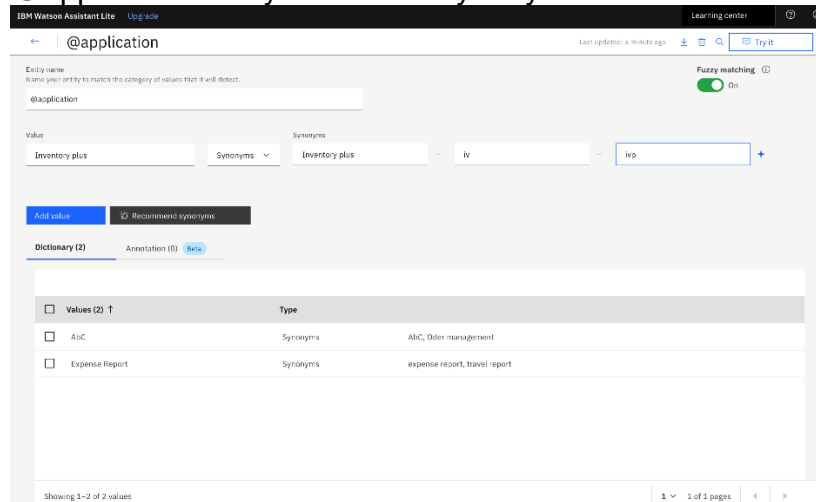 IBM Watson Assistant Lite Upgrade Learning center
@application Last updated: a minute ago Try it
Entity name
Name your entity to match the category of values that it will detect.
Fuzzy matching
On
@application
Value Synonyms
Inventory plus Synonyms Inventory plus iv ivp
Add value Recommend synonyms
Dictionary (2) Annotation (0) Beta
Values (2) ↑ Type
AbC Synonyms AbC, Oder management
Expense Report Synonyms expense report, travel report
Showing 1–2 of 2 values 1 1 of 1 pages